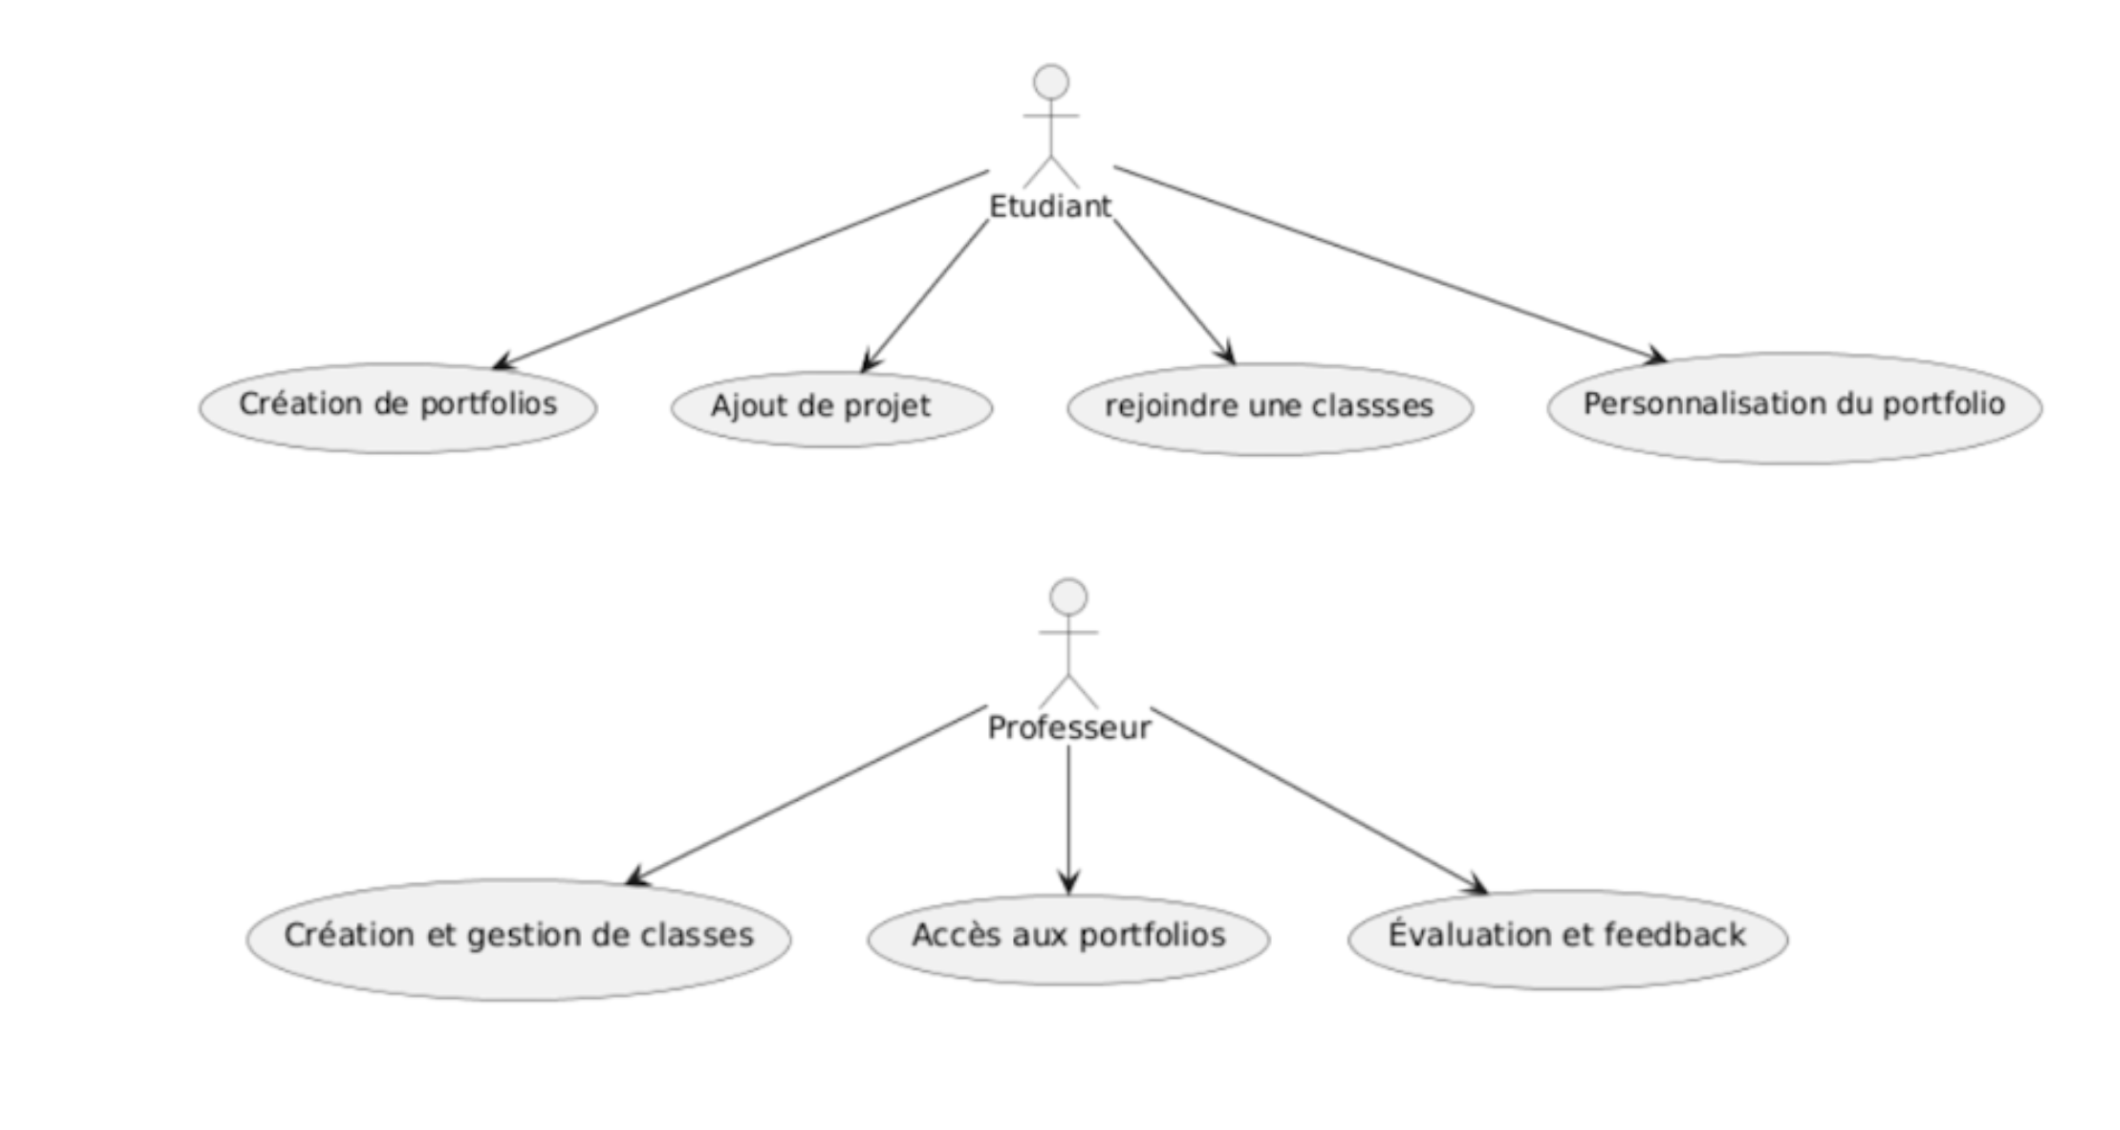 Etudiant
Création de portfolios
Ajout de projet
rejoindre une classses
Personnalisation du portfolio
Professeur
Création et gestion de classes
Accès aux portfolios
Évaluation et feedback